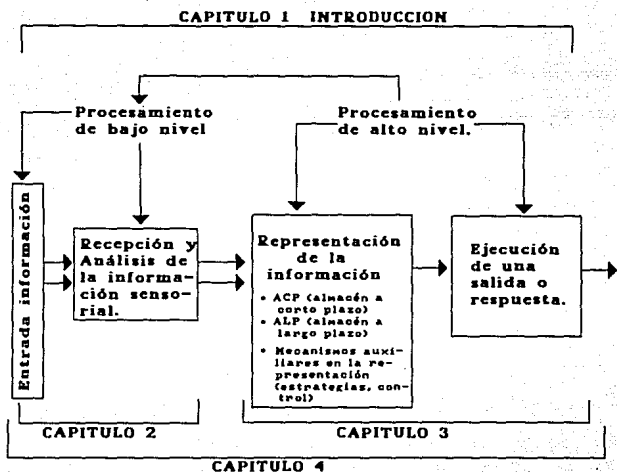 CAPITULO 1 INTRODUCCION
Procesamiento
de bajo nivel
Procesamiento
de alto nivel.
Entrada información
Recepción y
Análisis de
la informa-
ción senso-
rial.
Representación
de la
información
• ACP (almacén a
corto plazo)
• ALP (almacén a
largo plazo)
• Mecanismos auxi-
liares en la re-
presentación
(estrategias, con-
trol)
Ejecución
de una
salida o
respuesta.
CAPITULO 2
CAPITULO 3
CAPITULO 4